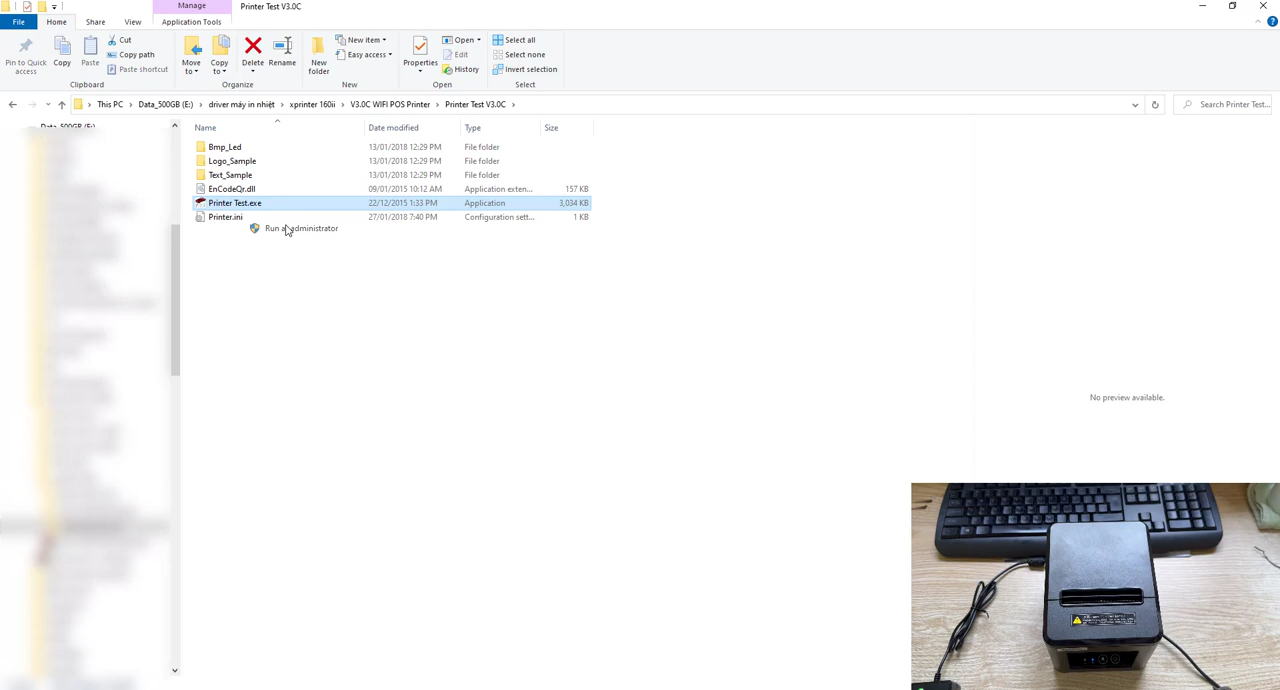 Manage
Printer Test V3.0C
File
Home
Share
View
Application Tools
Pin to Quick access
Copy
Paste
Cut
Copy path
Paste shortcut
Clipboard
Move to
Copy to
Delete
Rename
Organize
New folder
New item
Easy access
New
Properties
Open
Edit
History
Open
Select all
Select none
Invert selection
Select
This PC
Data_500GB (E:)
driver máy in nhiệt
xprinter 160ii
V3.0C WIFI POS Printer
Printer Test V3.0C
Search Printer Test...
Data_500GB (E:)
Name
Date modified
Type
Size
Bmp_Led 13/01/2018 12:29 PM File folder
Logo_Sample 13/01/2018 12:29 PM File folder
Text_Sample 13/01/2018 12:29 PM File folder
EnCodeQr.dll 09/01/2015 10:12 AM Application exten... 157 KB
Printer Test.exe 22/12/2015 1:33 PM Application 3,034 KB
Printer.ini 27/01/2018 7:40 PM Configuration sett... 1 KB
Run as administrator
No preview available.